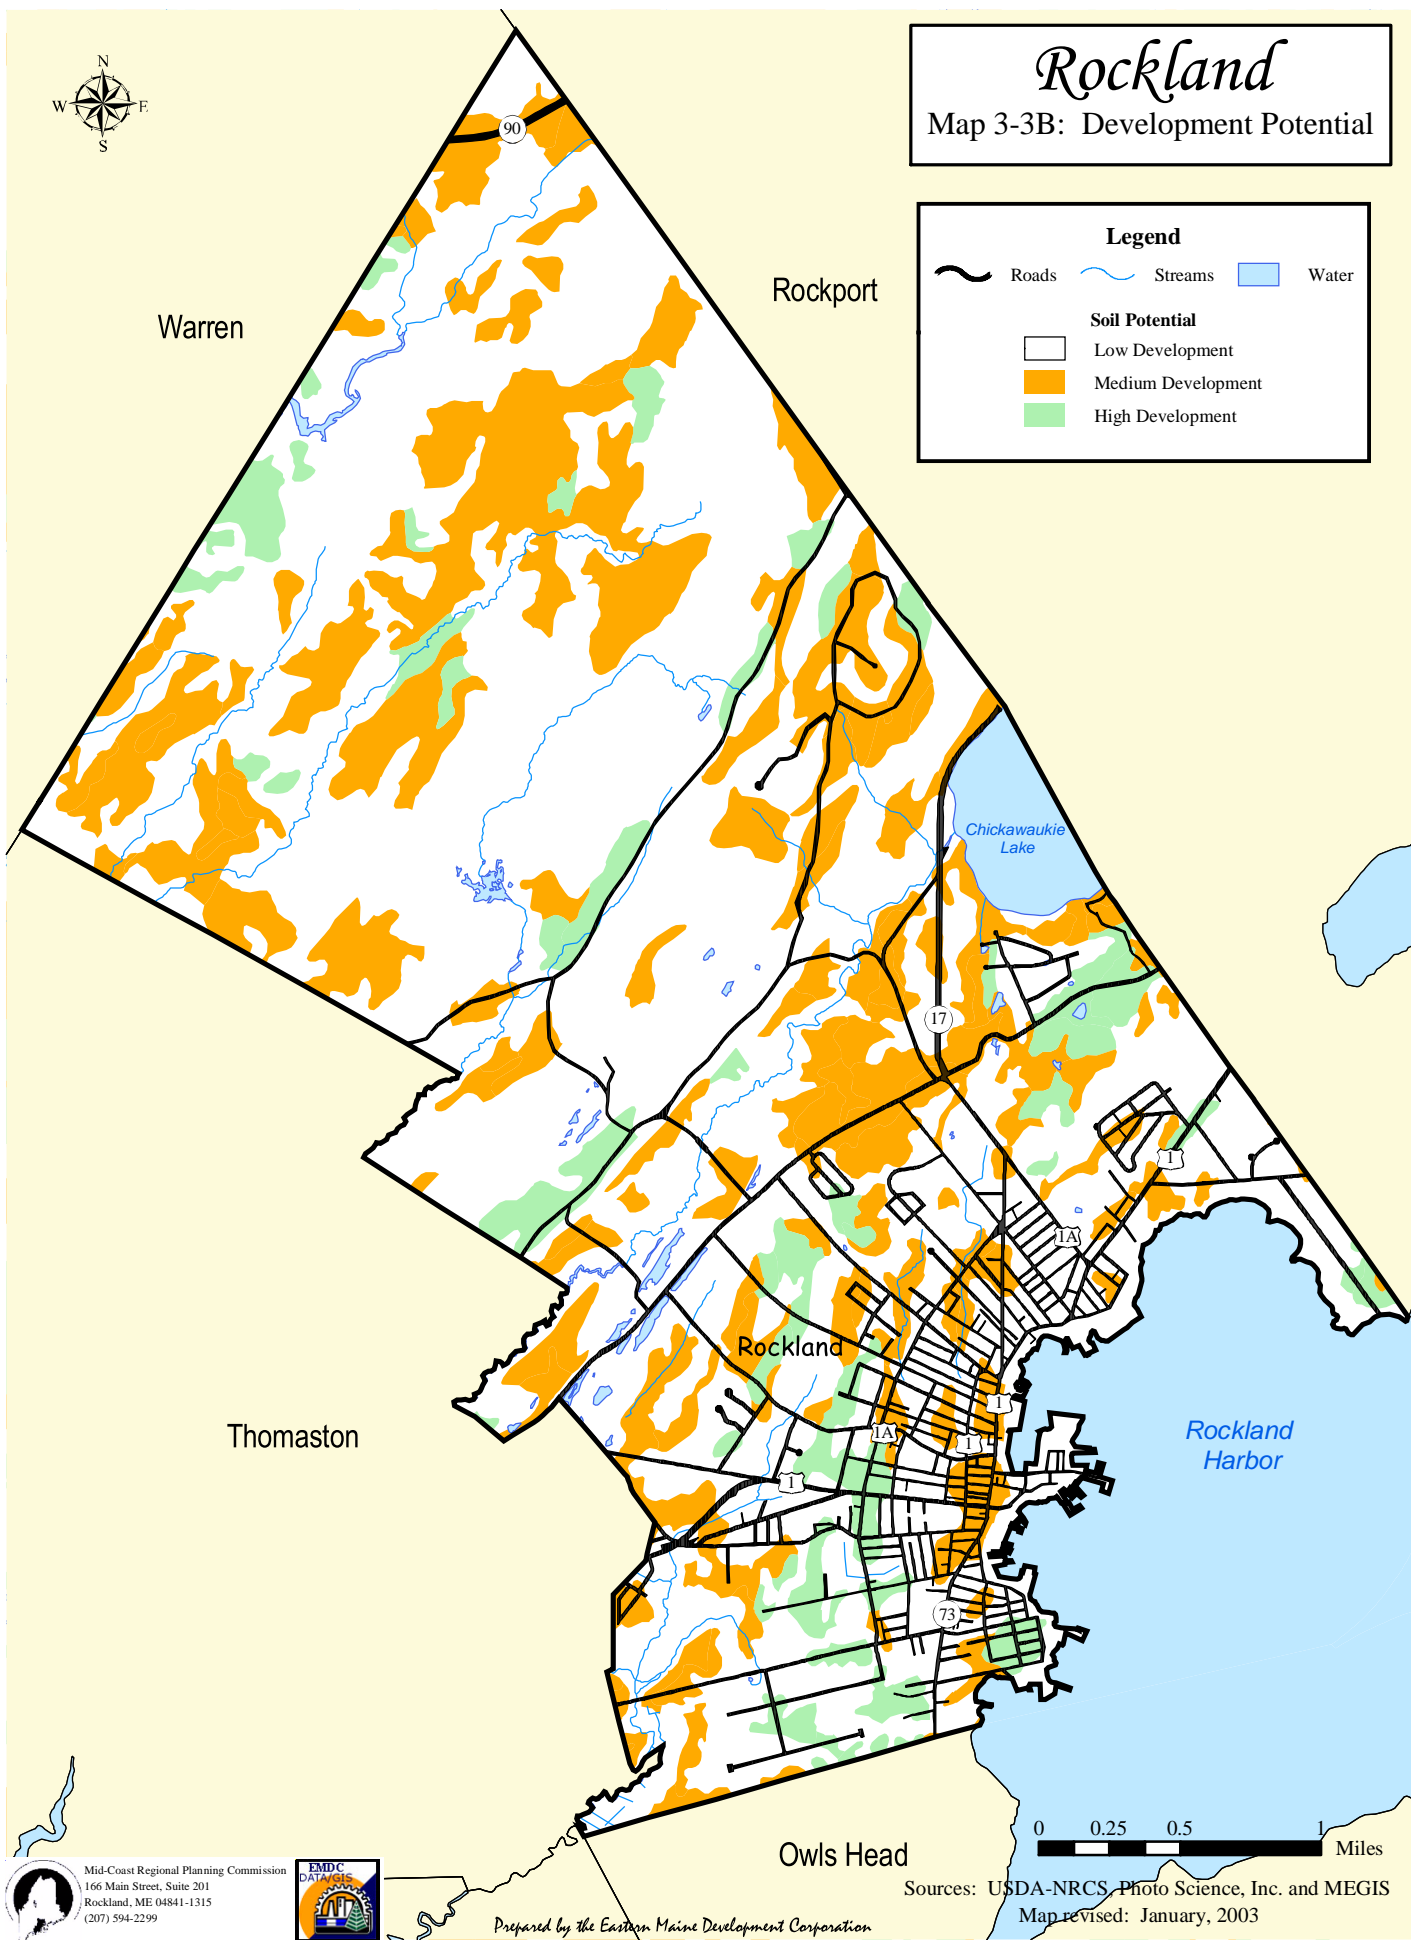 Rockland
Map 3-3B: Development Potential
N
W E
S
90
Legend
Roads Streams Water
Soil Potential
Low Development
Medium Development
High Development
Rockport
Warren
Chickawaukie
Lake
17
1
1A
Rockland
Thomaston
1
1A
1
Rockland
Harbor
1
73
0 0.25 0.5 1
Miles
Owls Head
Mid-Coast Regional Planning Commission
166 Main Street, Suite 201
Rockland, ME 04841-1315
(207) 594-2299
EMDC
DATA/GIS
Prepared by the Eastern Maine Development Corporation
Sources: USDA-NRCS, Photo Science, Inc. and MEGIS
Map revised: January, 2003